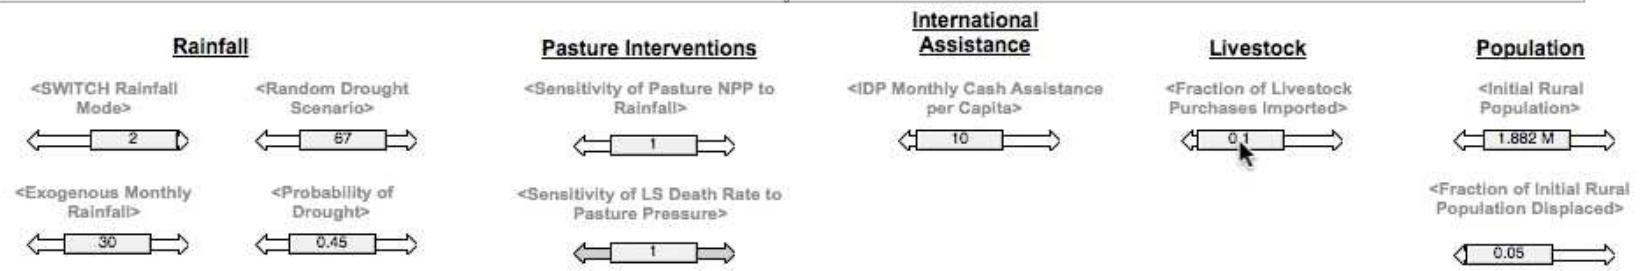 Rainfall
<SWITCH Rainfall
Mode>
2
<Random Drought
Scenario>
67
<Exogenous Monthly
Rainfall>
30
<Probability of
Drought>
0.45
Pasture Interventions
<Sensitivity of Pasture NPP to
Rainfall>
1
<Sensitivity of LS Death Rate to
Pasture Pressure>
1
International
Assistance
<IDP Monthly Cash Assistance
per Capita>
10
Livestock
<Fraction of Livestock
Purchases Imported>
0.1
Population
<Initial Rural
Population>
1.882 M
<Fraction of Initial Rural
Population Displaced>
0.05